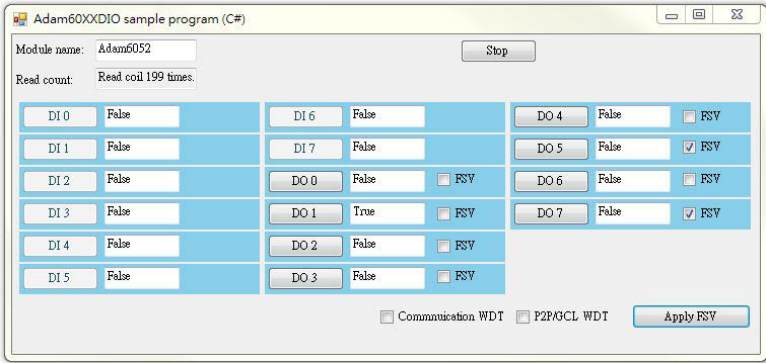 Adam60XXDIO sample program (C#)
Module name: Adam6052 Stop
Read count: Read coil 199 times.
DI 0 False DI 6 False DO 4 False FSV
DI 1 False DI 7 False DO 5 False FSV
DI 2 False DO 0 False FSV DO 6 False FSV
DI 3 False DO 1 True FSV DO 7 False FSV
DI 4 False DO 2 False FSV
DI 5 False DO 3 False FSV
Commnuication WDT P2P/GCL WDT Apply FSV